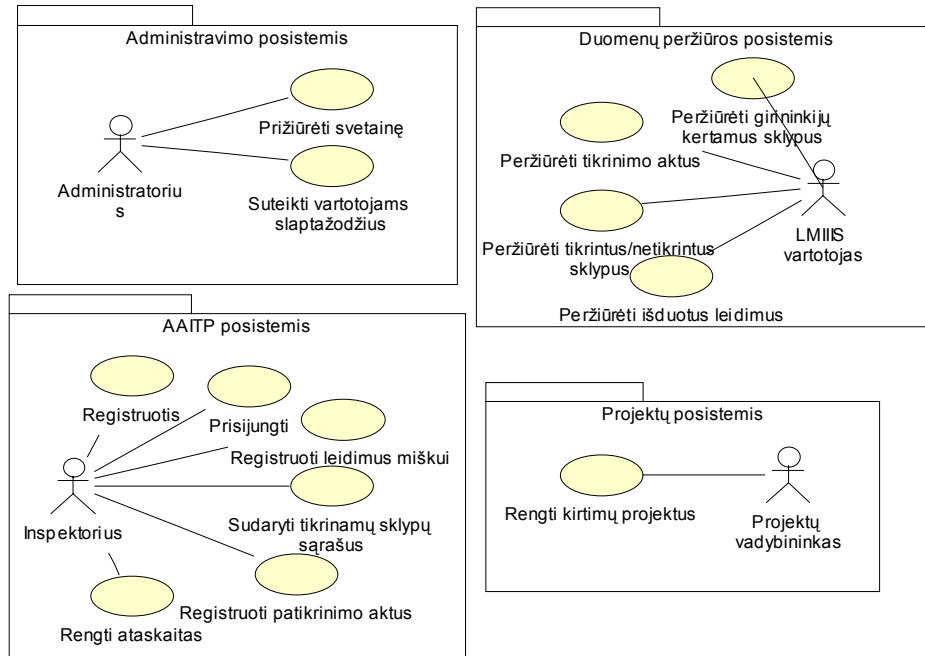 Administravimo posistemis
Prižiūrėti svetainę
Administratoriu
s
Suteikti vartotojams
slaptažodžius
Duomenų peržiūros posistemis
Peržiūrėti girininkijų
kertamus sklypus
Peržiūrėti tikrinimo aktus
Peržiūrėti tikrintus/netikrintus
sklypus
LMIIIS
vartotojas
Peržiūrėti išduotus leidimus
AAITP posistemis
Registruotis
Prisijungti
Registruoti leidimus miškui
Inspektorius
Sudaryti tikrinamų sklypų
sąrašus
Registruoti patikrinimo aktus
Rengti ataskaitas
Projektų posistemis
Rengti kirtimų projektus
Projektų
vadybininkas